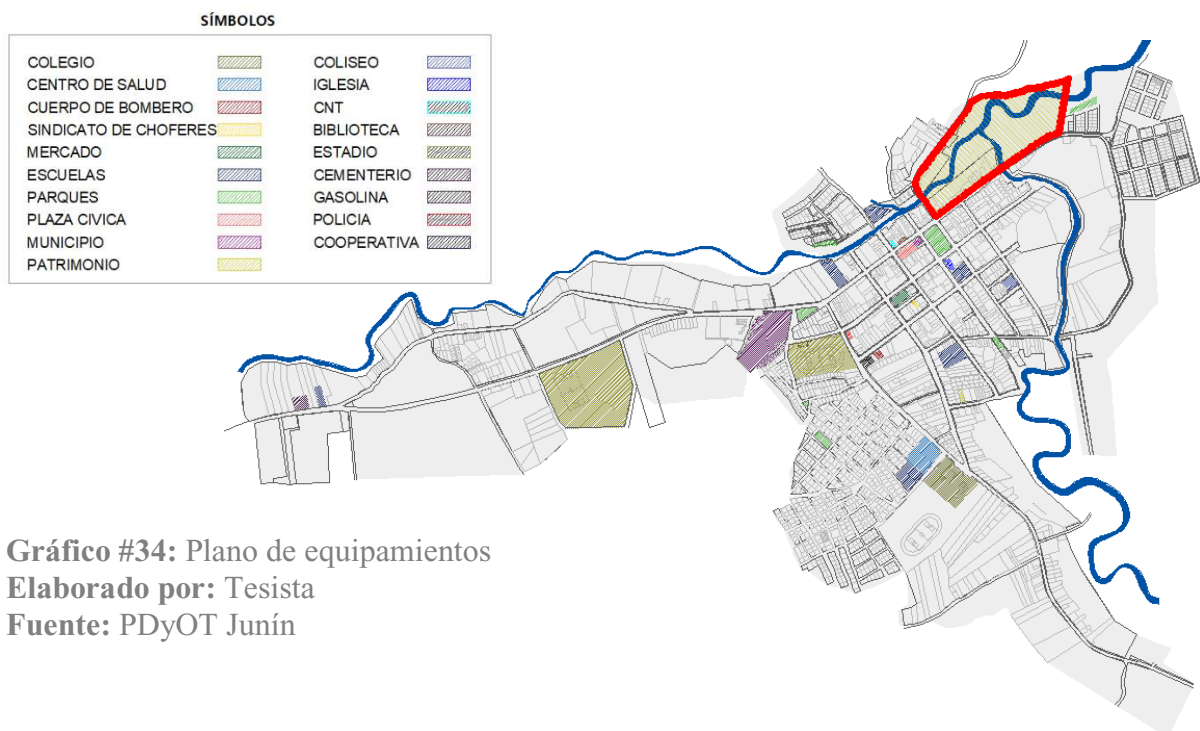 SÍMBOLOS
COLEGIO
CENTRO DE SALUD
CUERPO DE BOMBERO
SINDICATO DE CHOFERES
MERCADO
ESCUELAS
PARQUES
PLAZA CIVICA
MUNICIPIO
PATRIMONIO
COLISEO
IGLESIA
CNT
BIBLIOTECA
ESTADIO
CEMENTERIO
GASOLINA
POLICIA
COOPERATIVA
Gráfico #34: Plano de equipamientos
Elaborado por: Tesista
Fuente: PDyOT Junín